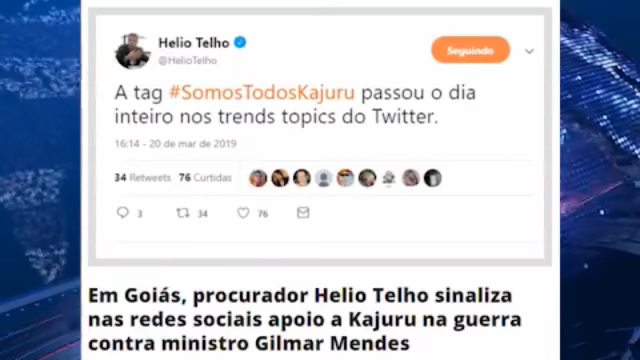 Helio Telho
@HelioTelho
Seguindo
A tag #SomosTodosKajuru passou o dia
inteiro nos trends topics do Twitter.
16:14 - 20 de mar de 2019
34 Retweets 76 Curtidas
3 34 76
Em Goiás, procurador Helio Telho sinaliza
nas redes sociais apoio a Kajuru na guerra
contra ministro Gilmar Mendes